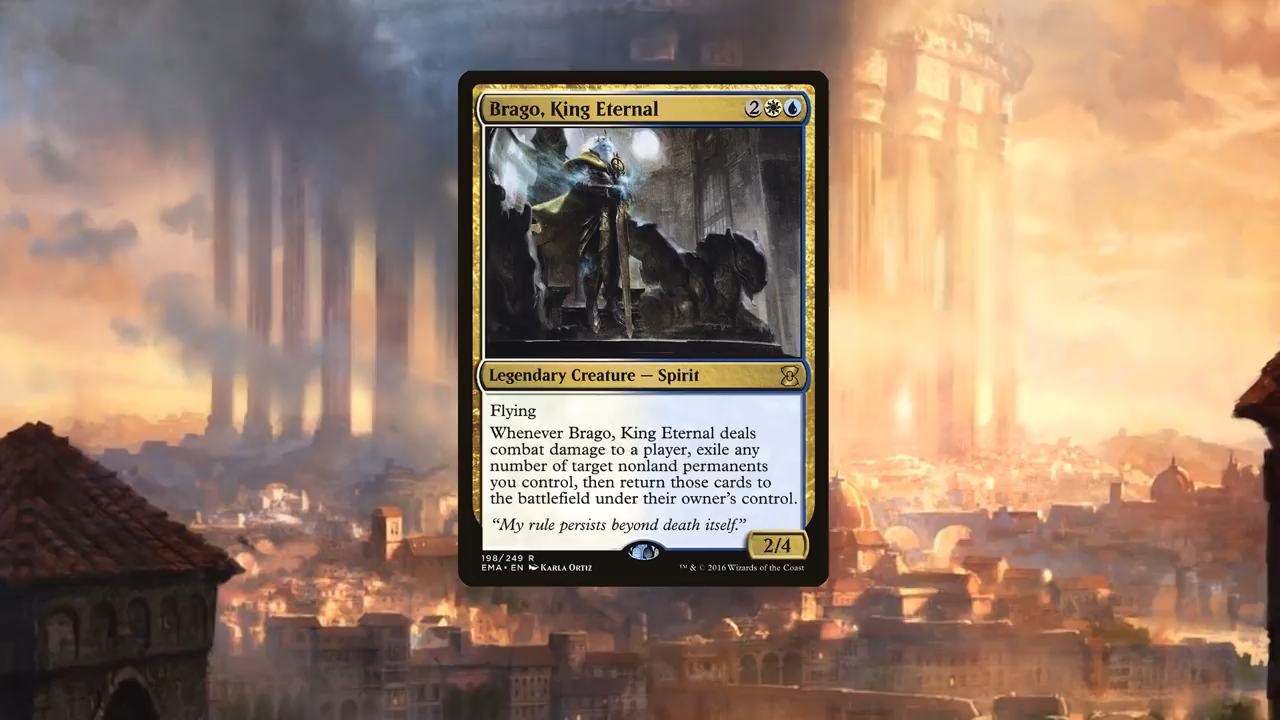 Brago, King Eternal 2
Legendary Creature — Spirit
Flying
Whenever Brago, King Eternal deals
combat damage to a player, exile any
number of target nonland permanents
you control, then return those cards to
the battlefield under their owner's control.
"My rule persists beyond death itself."
2/4
198/249 R
EMA • EN Karla Ortiz
™ & © 2016 Wizards of the Coast